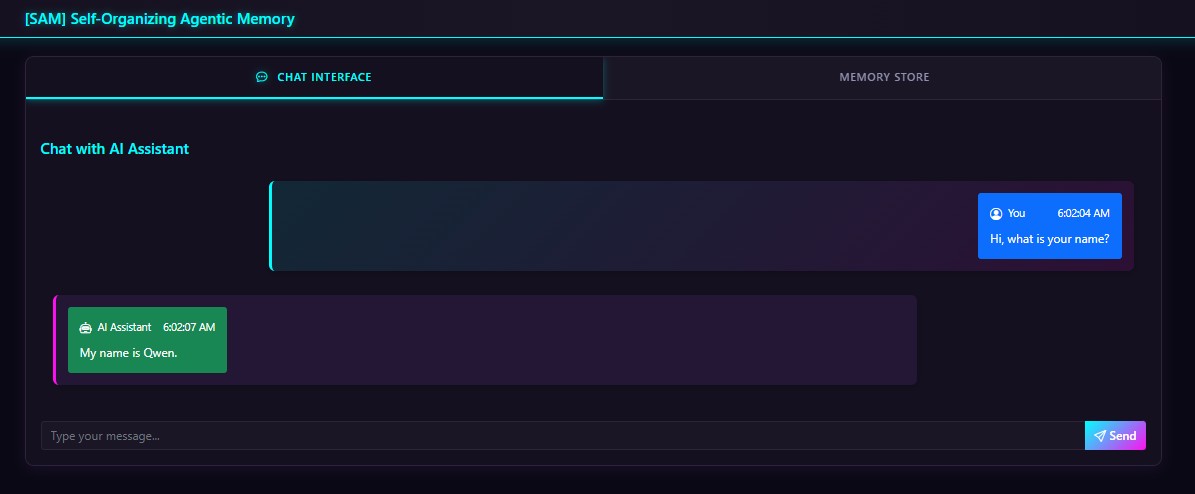 [SAM] Self-Organizing Agentic Memory
CHAT INTERFACE
MEMORY STORE
Chat with AI Assistant
You 6:02:04 AM
Hi, what is your name?
AI Assistant 6:02:07 AM
My name is Qwen.
Type your message...
Send